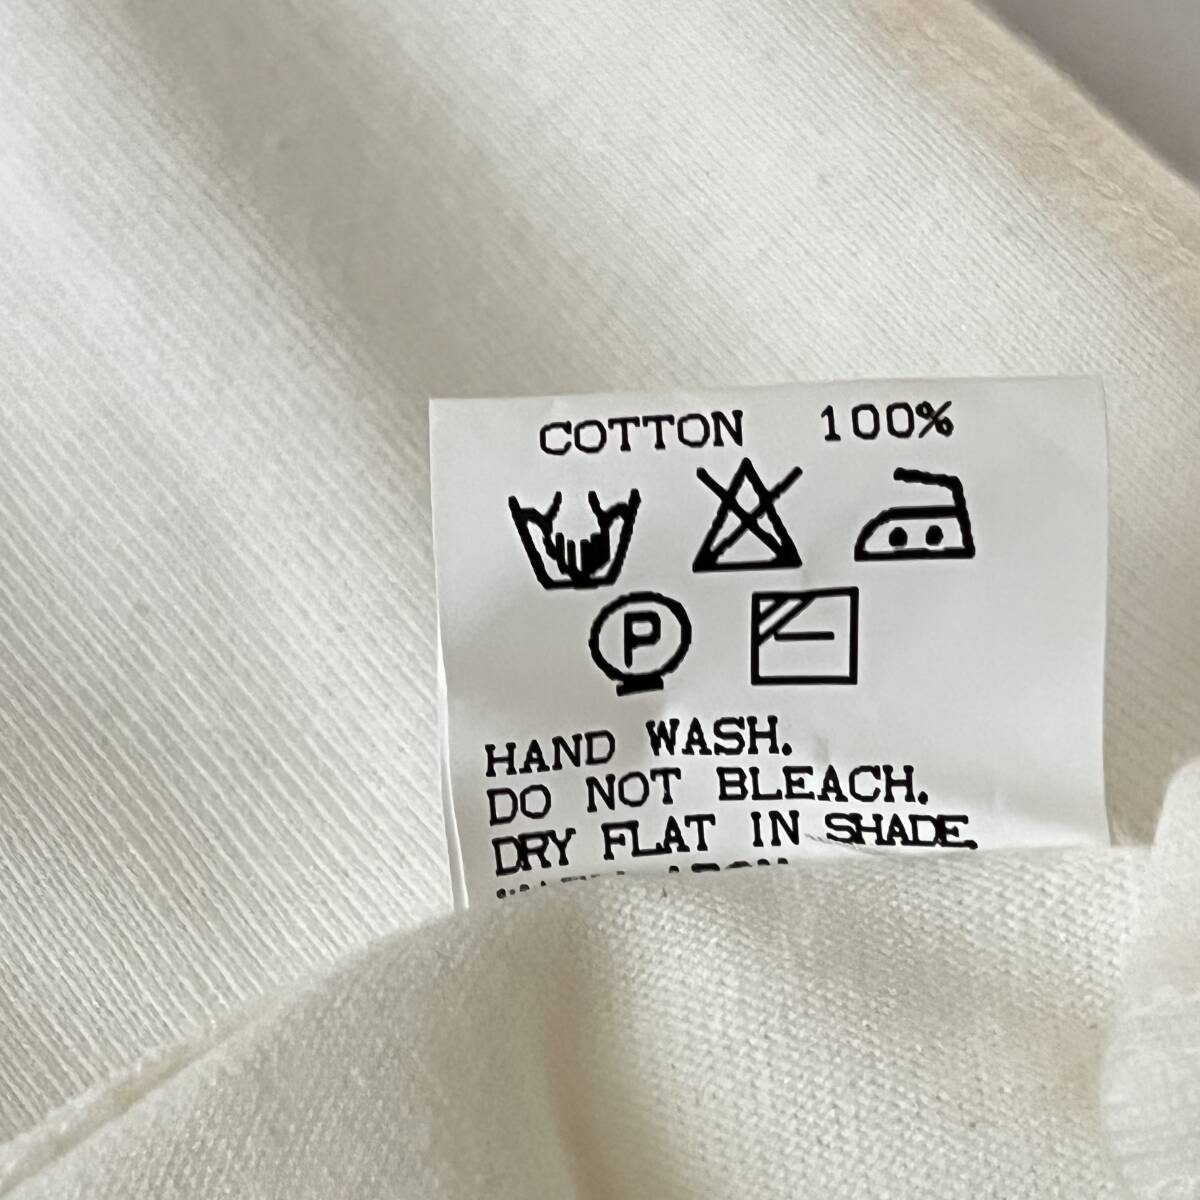 COTTON 100%
P
HAND WASH.
DO NOT BLEACH.
DRY FLAT IN SHADE.